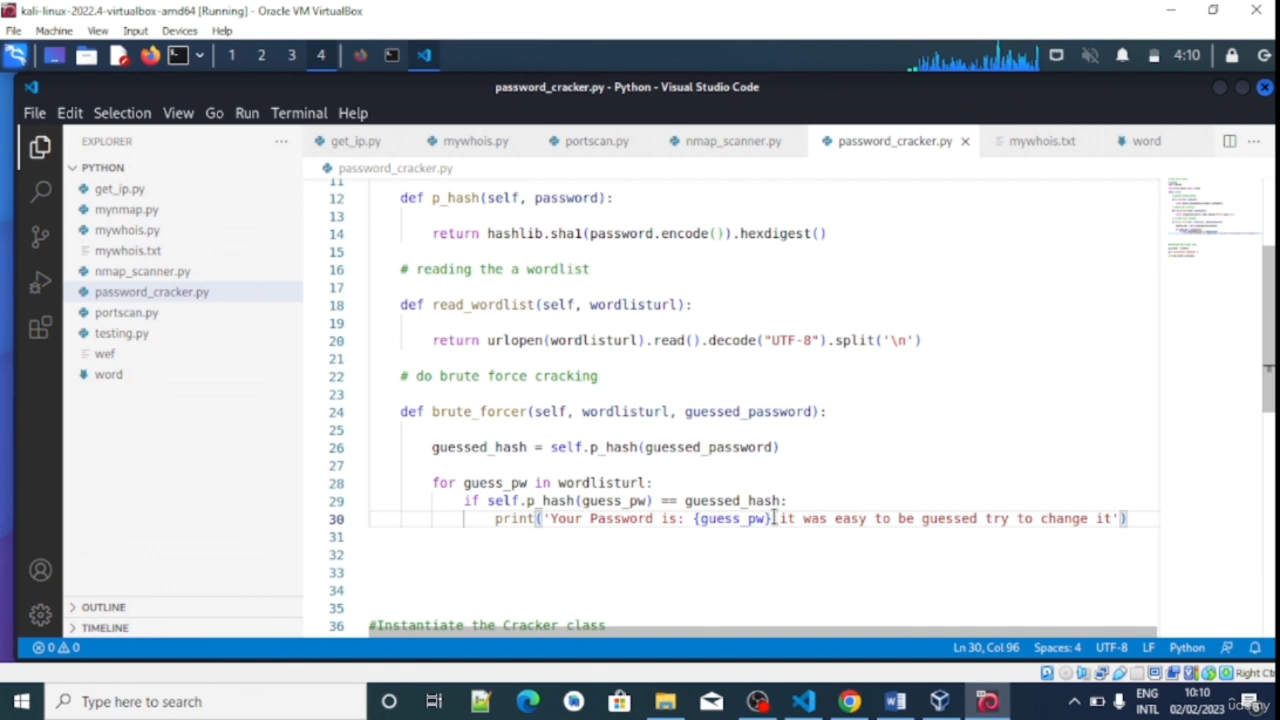 kali-linux-2022.4-virtualbox-amd64 [Running] - Oracle VM VirtualBox
File Machine View Input Devices Help
1 2 3 4 4:10
password_cracker.py - Python - Visual Studio Code
File Edit Selection View Go Run Terminal Help
EXPLORER ... get_ip.py mywhois.py portscan.py nmap_scanner.py password_cracker.py mywhois.txt word ...
PYTHON
password_cracker.py
get_ip.py
mynmap.py
mywhois.py
mywhois.txt
nmap_scanner.py
password_cracker.py
portscan.py
testing.py
wef
word
OUTLINE
TIMELINE
11
12 def p_hash(self, password):
13
14 return hashlib.sha1(password.encode()).hexdigest()
15
16 # reading the a wordlist
17
18 def read_wordlist(self, wordlisturl):
19
20 return urlopen(wordlisturl).read().decode("UTF-8").split('\n')
21
22 # do brute force cracking
23
24 def brute_forcer(self, wordlisturl, guessed_password):
25
26 guessed_hash = self.p_hash(guessed_password)
27
28 for guess_pw in wordlisturl:
29 if self.p_hash(guess_pw) == guessed_hash:
30 print('Your Password is: {guess_pw} it was easy to be guessed try to change it')
31
32
33
34
35
36 #Instantiate the Cracker class
0 0 Ln 30, Col 96 Spaces: 4 UTF-8 LF Python
Right Ct
Type here to search
ENG
INTL
10:10
02/02/2023
udemy